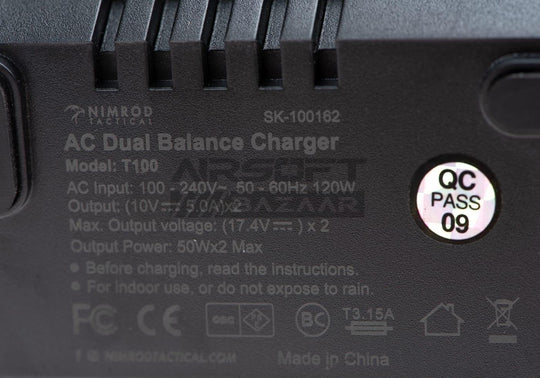 NIMROD
TACTICAL
SK-100162
AC Dual Balance Charger
Model: T100
AC Input: 100 - 240V~, 50 - 60Hz 120W
Output: (10V⎓ 5.0A)x2
Max. Output voltage: (17.4V⎓) x 2
Output Power: 50Wx2 Max
● Before charging, read the instructions.
● For indoor use, or do not expose to rain.
FC CE BC T3.15A
NIMRODTACTICAL.COM
Made in China
QC
PASS
09
AIRSOFT
BAZAAR